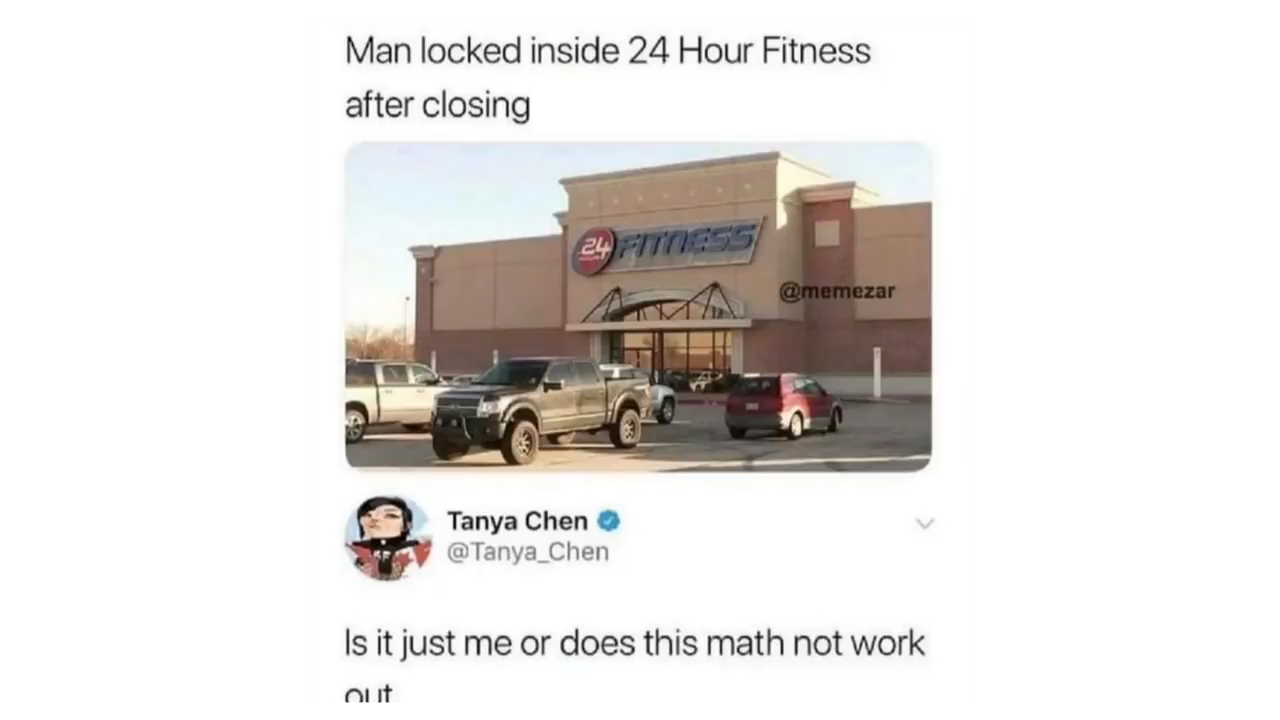 Man locked inside 24 Hour Fitness
after closing
24 FITNESS
@memezar
Tanya Chen
@Tanya_Chen
Is it just me or does this math not work
out